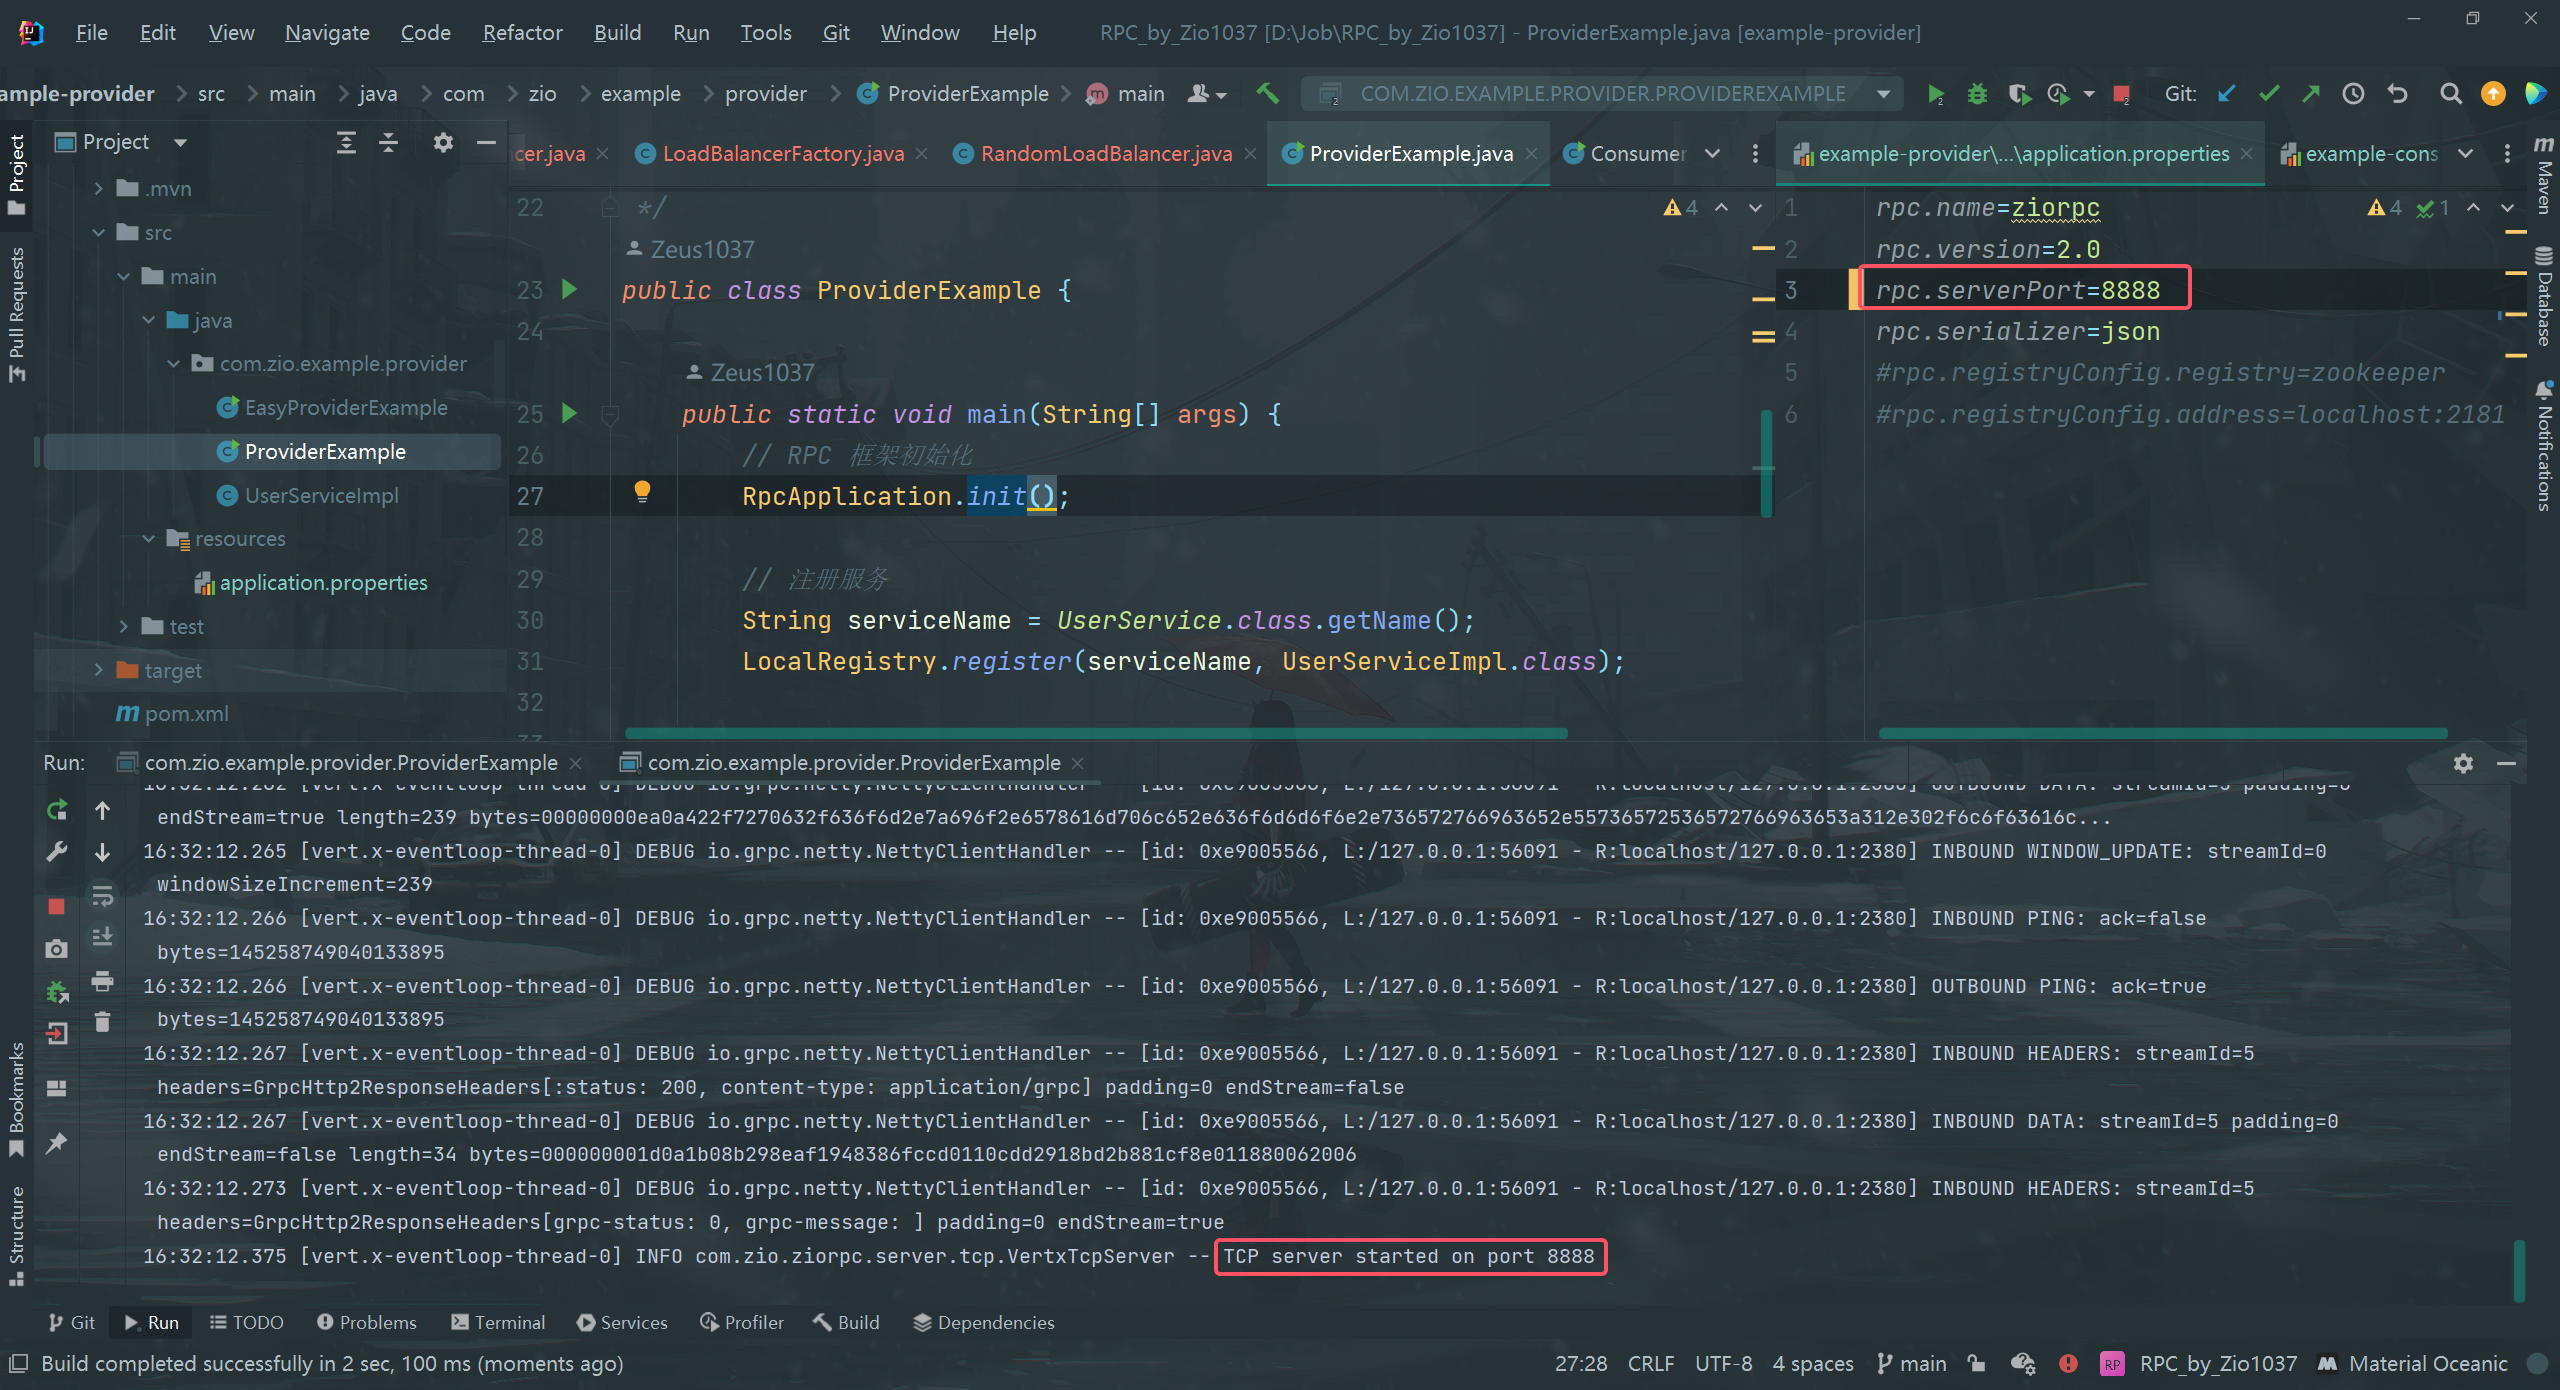 File Edit View Navigate Code Refactor Build Run Tools Git Window Help RPC_by_Zio1037 [D:\Job\RPC_by_Zio1037] - ProviderExample.java [example-provider]
ample-provider src main java com zio example provider ProviderExample main COM.ZIO.EXAMPLE.PROVIDER.PROVIDEREXAMPLE Git:
Project
Project
Pull Requests
Bookmarks
Structure
.mvn
src
main
java
com.zio.example.provider
EasyProviderExample
ProviderExample
UserServiceImpl
resources
application.properties
test
target
pom.xml
cer.java LoadBalancerFactory.java RandomLoadBalancer.java ProviderExample.java Consumer
22 */
4
Zeus1037
23 public class ProviderExample {
24
Zeus1037
25 public static void main(String[] args) {
26 // RPC 框架初始化
27 RpcApplication.init();
28
29 // 注册服务
30 String serviceName = UserService.class.getName();
31 LocalRegistry.register(serviceName, UserServiceImpl.class);
32
example-provider\...\application.properties example-cons
4 1
1 rpc.name=ziorpc
2 rpc.version=2.0
3 rpc.serverPort=8888
4 rpc.serializer=json
5 #rpc.registryConfig.registry=zookeeper
6 #rpc.registryConfig.address=localhost:2181
Maven
Database
Notifications
Run: com.zio.example.provider.ProviderExample com.zio.example.provider.ProviderExample
endStream=true length=239 bytes=00000000ea0a422f7270632f636f6d2e7a696f2e6578616d706c652e636f6d6d6f6e2e736572766963652e55736572536572766963653a312e302f6c6f63616c...
16:32:12.265 [vert.x-eventloop-thread-0] DEBUG io.grpc.netty.NettyClientHandler -- [id: 0xe9005566, L:/127.0.0.1:56091 - R:localhost/127.0.0.1:2380] INBOUND WINDOW_UPDATE: streamId=0
windowSizeIncrement=239
16:32:12.266 [vert.x-eventloop-thread-0] DEBUG io.grpc.netty.NettyClientHandler -- [id: 0xe9005566, L:/127.0.0.1:56091 - R:localhost/127.0.0.1:2380] INBOUND PING: ack=false
bytes=145258749040133895
16:32:12.266 [vert.x-eventloop-thread-0] DEBUG io.grpc.netty.NettyClientHandler -- [id: 0xe9005566, L:/127.0.0.1:56091 - R:localhost/127.0.0.1:2380] OUTBOUND PING: ack=true
bytes=145258749040133895
16:32:12.267 [vert.x-eventloop-thread-0] DEBUG io.grpc.netty.NettyClientHandler -- [id: 0xe9005566, L:/127.0.0.1:56091 - R:localhost/127.0.0.1:2380] INBOUND HEADERS: streamId=5
headers=GrpcHttp2ResponseHeaders[:status: 200, content-type: application/grpc] padding=0 endStream=false
16:32:12.267 [vert.x-eventloop-thread-0] DEBUG io.grpc.netty.NettyClientHandler -- [id: 0xe9005566, L:/127.0.0.1:56091 - R:localhost/127.0.0.1:2380] INBOUND DATA: streamId=5 padding=0
endStream=false length=34 bytes=000000001d0a1b08b298eaf1948386fccd0110cdd2918bd2b881cf8e011880062006
16:32:12.273 [vert.x-eventloop-thread-0] DEBUG io.grpc.netty.NettyClientHandler -- [id: 0xe9005566, L:/127.0.0.1:56091 - R:localhost/127.0.0.1:2380] INBOUND HEADERS: streamId=5
headers=GrpcHttp2ResponseHeaders[grpc-status: 0, grpc-message: ] padding=0 endStream=true
16:32:12.375 [vert.x-eventloop-thread-0] INFO com.zio.ziorpc.server.tcp.VertxTcpServer -- TCP server started on port 8888
Git Run TODO Problems Terminal Services Profiler Build Dependencies
Build completed successfully in 2 sec, 100 ms (moments ago) 27:28 CRLF UTF-8 4 spaces main RP RPC_by_Zio1037 Material Oceanic